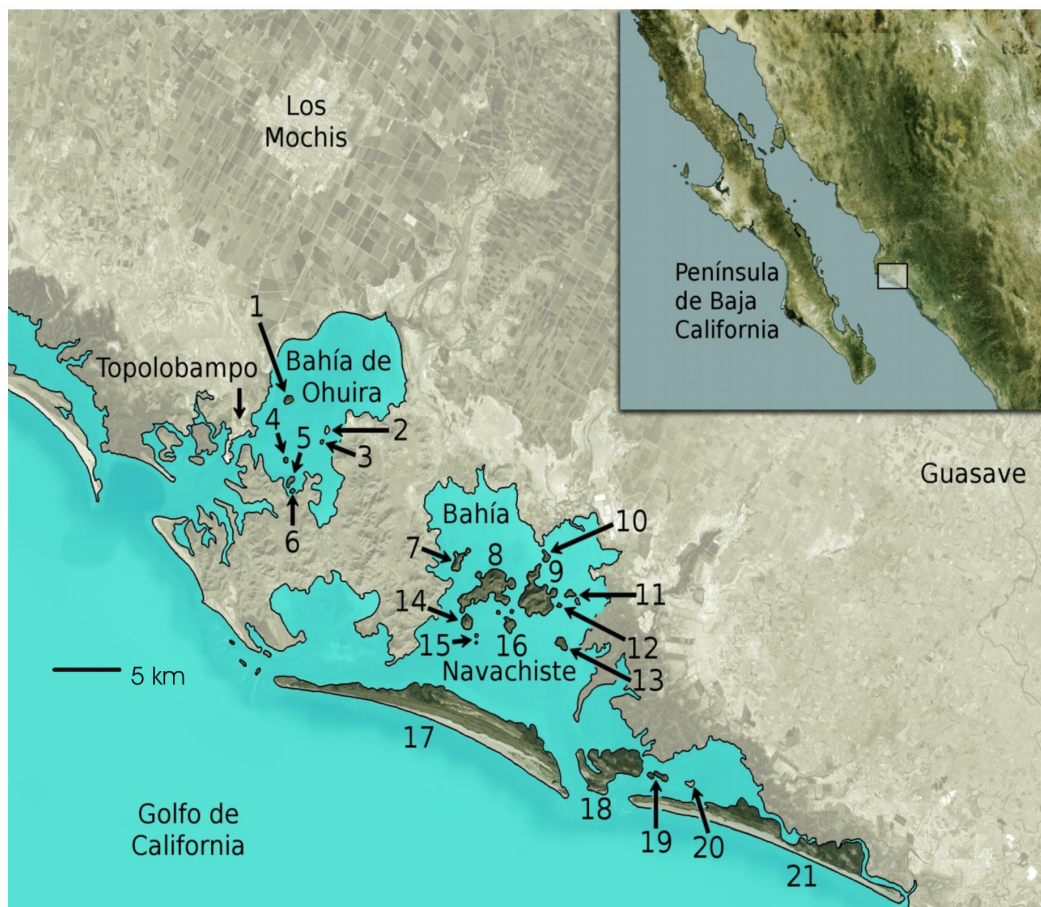 Los
Mochis
Península
de Baja
California
1
Bahía de
Ohuira
Topolobampo
4
5
2
3
6
Guasave
Bahía
10
7
8
9
11
14
15
16
12
13
Navachiste
5 km
17
18
19
20
21
Golfo de
California